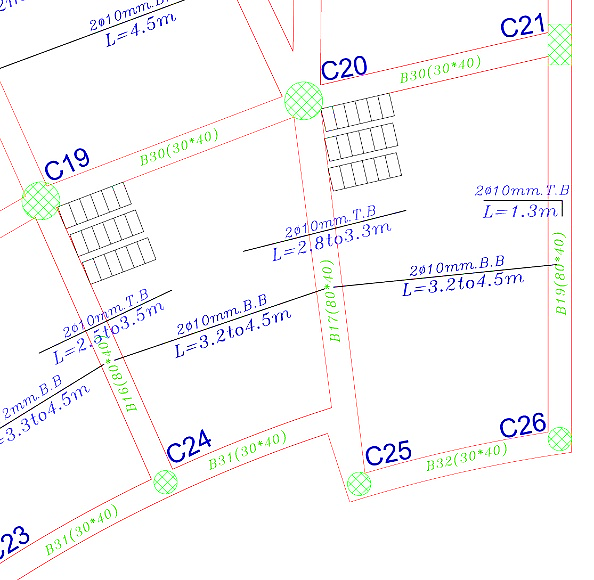 2ø10mm.B.
L=4.5m
C21
C20
B30(30*40)
B30(30*40)
C19
2ø10mm.T.B
L=1.3m
2ø10mm.T.B
L=2.8to3.3m
2ø10mm.B.B
L=3.2to4.5m
B19(80*40)
2ø10mm.T.B
L=2.5to3.5m
2ø10mm.B.B
L=3.2to4.5m
B17(80*40)
B16(80*40)
2mm.B.B
=3.3to4.5m
C24
C26
C25
B31(30*40)
B32(30*40)
C23
B31(30*40)